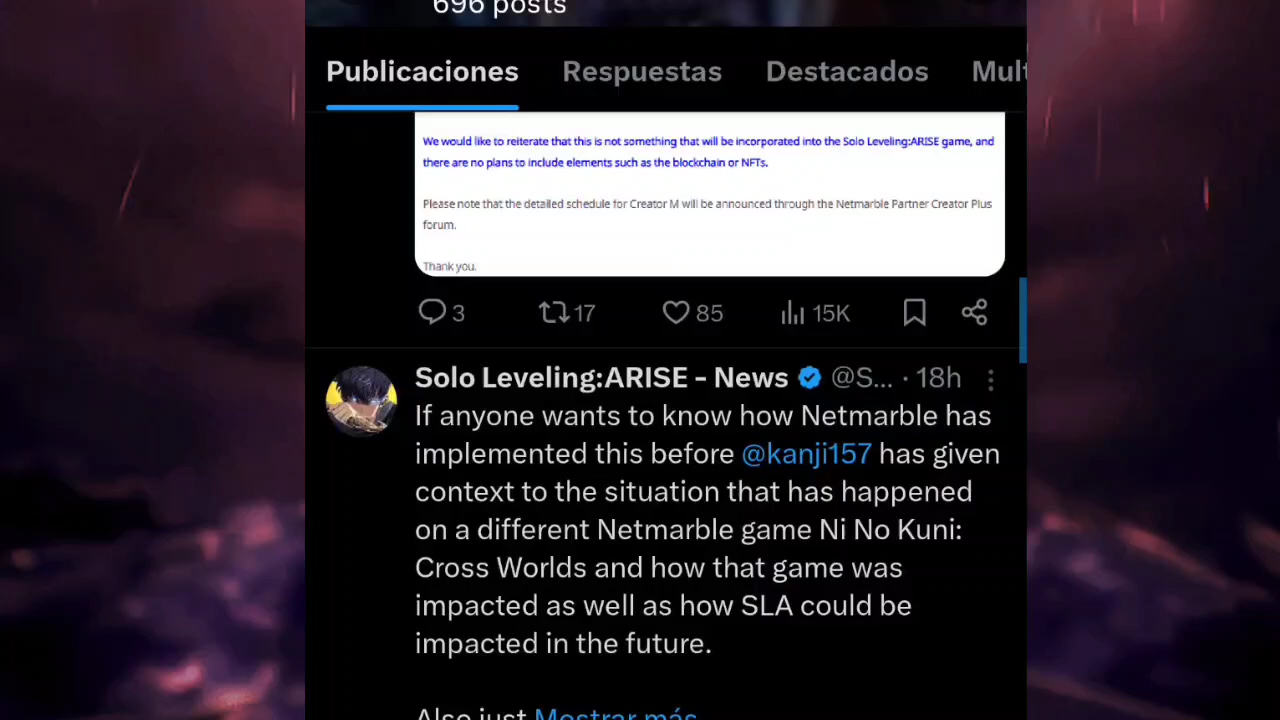 696 posts
Publicaciones Respuestas Destacados Mult
We would like to reiterate that this is not something that will be incorporated into the Solo Leveling:ARISE game, and
there are no plans to include elements such as the blockchain or NFTs.
Please note that the detailed schedule for Creator M will be announced through the Netmarble Partner Creator Plus
forum.
Thank you.
3 17 85 15K
Solo Leveling:ARISE - News @S... · 18h
If anyone wants to know how Netmarble has
implemented this before @kanji157 has given
context to the situation that has happened
on a different Netmarble game Ni No Kuni:
Cross Worlds and how that game was
impacted as well as how SLA could be
impacted in the future.
Also just Mostrar más